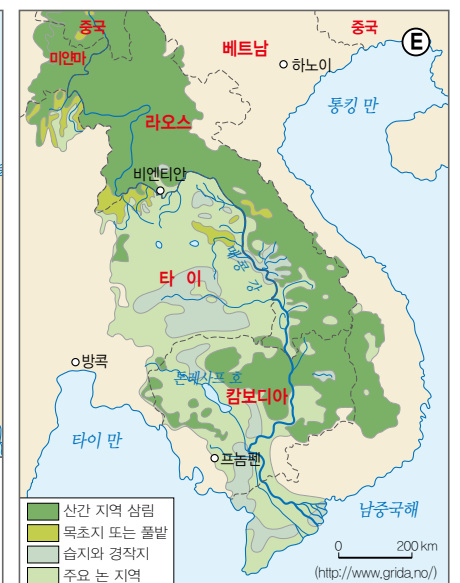 중국
중국
E
미얀마
베트남
하노이
통킹 만
라오스
비엔티안
메콩 강
타 이
방콕
톤레사프 호
캄보디아
타이 만
프놈펜
남중국해
산간 지역 삼림
목초지 또는 풀밭
습지와 경작지
주요 논 지역
0 200 km
(http://www.grida.no/)